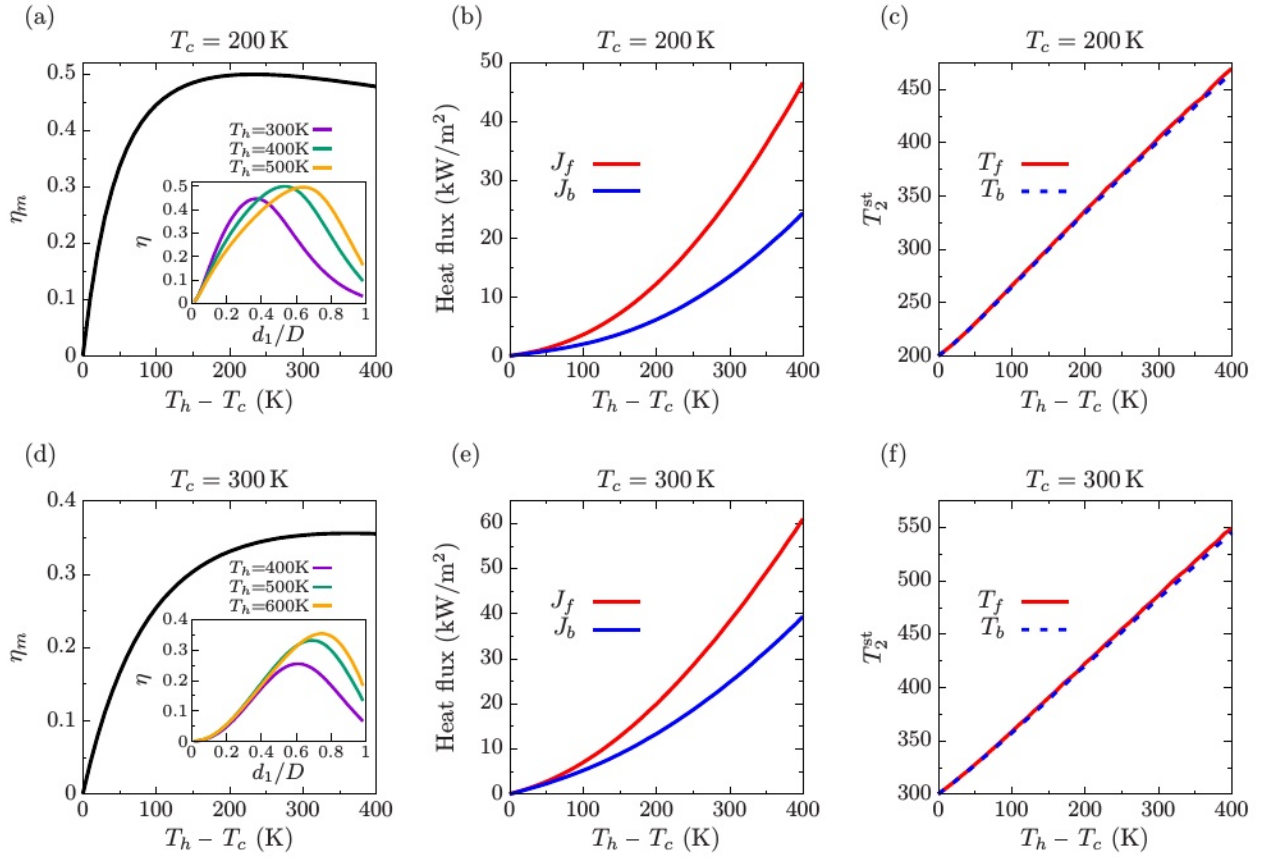 (a)
T_c = 200 K
η_m
0.5
0.4
0.3
0.2
0.1
0
0 100 200 300 400
T_h − T_c (K)
T_h=300K
T_h=400K
T_h=500K
η
0.5
0.4
0.3
0.2
0.1
0
0 0.2 0.4 0.6 0.8 1
d_1/D
(b)
T_c = 200 K
Heat flux (kW/m²)
50
40
30
20
10
0
0 100 200 300 400
T_h − T_c (K)
J_f
J_b
(c)
T_c = 200 K
T_2^st
450
400
350
300
250
200
0 100 200 300 400
T_h − T_c (K)
T_f
T_b
(d)
T_c = 300 K
η_m
0.4
0.3
0.2
0.1
0
0 100 200 300 400
T_h − T_c (K)
T_h=400K
T_h=500K
T_h=600K
η
0.4
0.3
0.2
0.1
0
0 0.2 0.4 0.6 0.8 1
d_1/D
(e)
T_c = 300 K
Heat flux (kW/m²)
60
50
40
30
20
10
0
0 100 200 300 400
T_h − T_c (K)
J_f
J_b
(f)
T_c = 300 K
T_2^st
550
500
450
400
350
300
0 100 200 300 400
T_h − T_c (K)
T_f
T_b